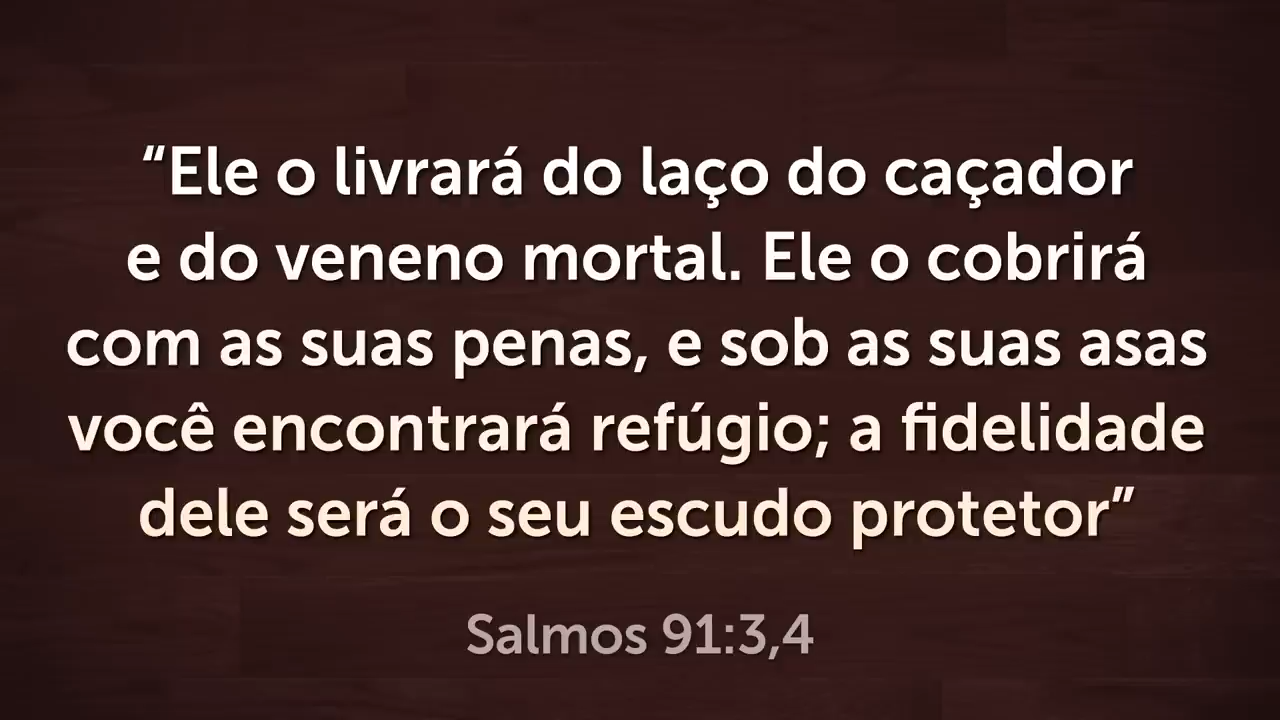 “Ele o livrará do laço do caçador
e do veneno mortal. Ele o cobrirá
com as suas penas, e sob as suas asas
você encontrará refúgio; a fidelidade
dele será o seu escudo protetor”
Salmos 91:3,4